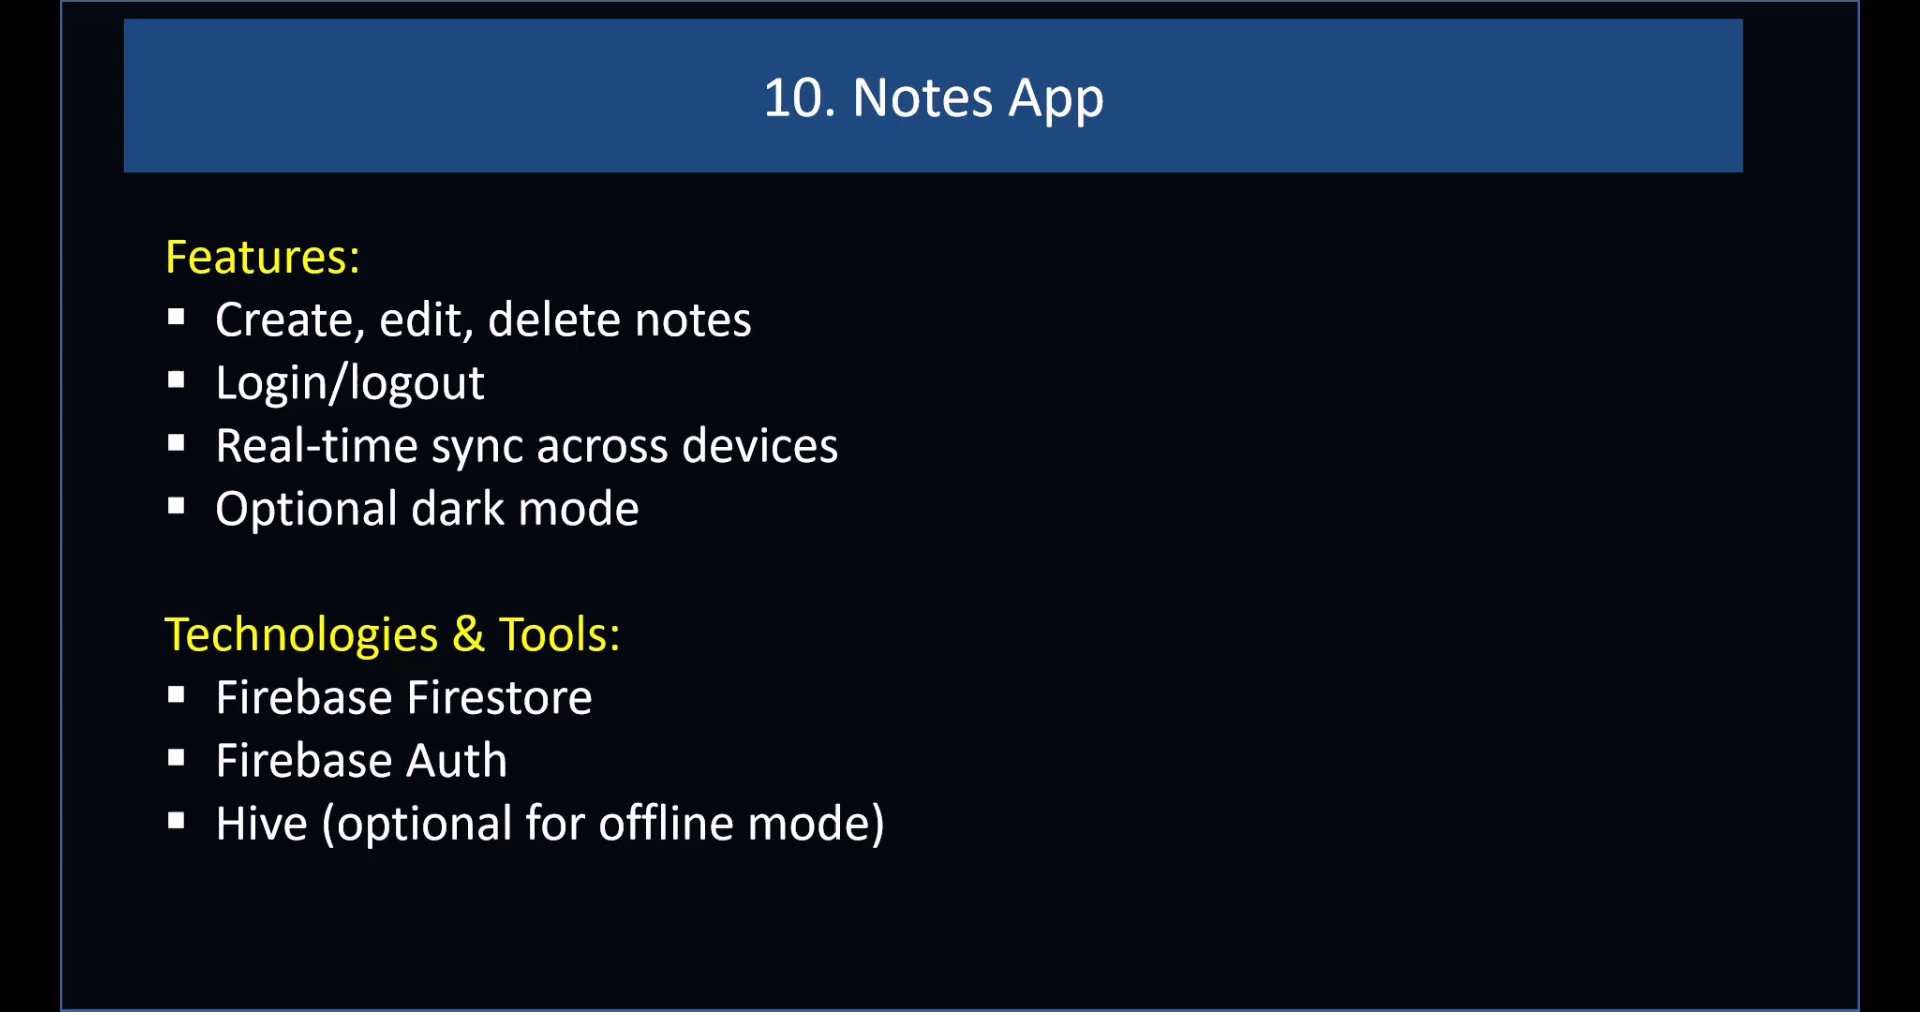 10. Notes App
Features:
▪ Create, edit, delete notes
▪ Login/logout
▪ Real-time sync across devices
▪ Optional dark mode
Technologies & Tools:
▪ Firebase Firestore
▪ Firebase Auth
▪ Hive (optional for offline mode)